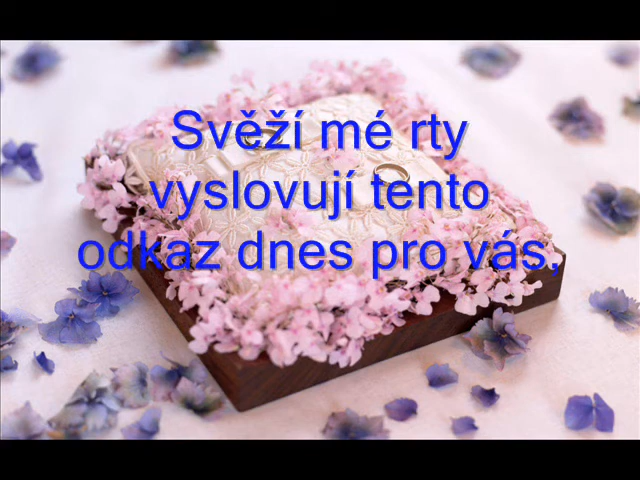 Svěží mé rty
vyslovují tento
odkaz dnes pro vás,